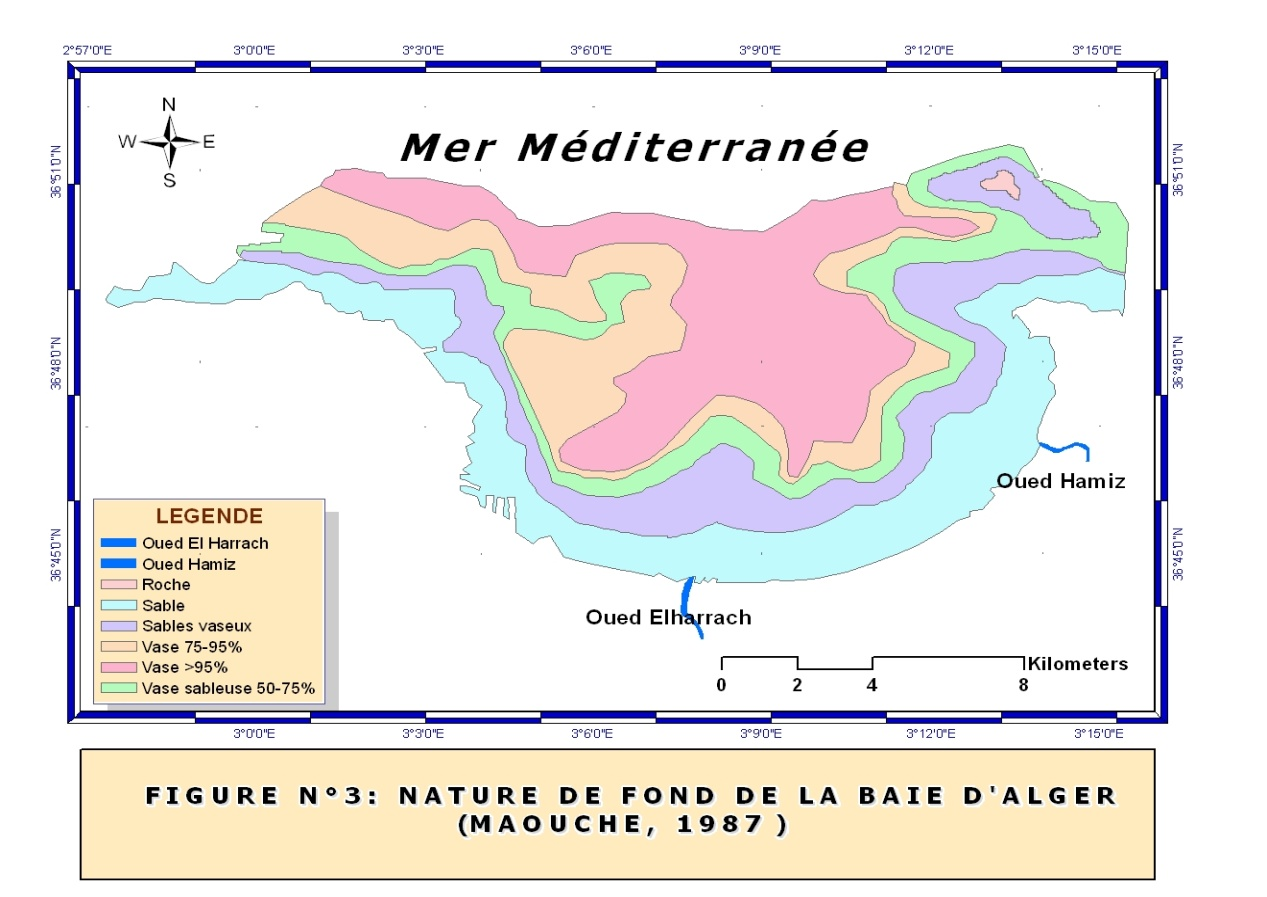 2°57'0"E 3°0'0"E 3°3'0"E 3°6'0"E 3°9'0"E 3°12'0"E 3°15'0"E
N
W E
S
Mer Méditerranée
36°51'0"N 36°51'0"N
36°48'0"N 36°48'0"N
Oued Hamiz
36°45'0"N 36°45'0"N
LEGENDE
Oued El Harrach
Oued Hamiz
Roche
Sable
Sables vaseux
Vase 75-95%
Vase >95%
Vase sableuse 50-75%
Oued Elharrach
Kilometers
0 2 4 8
3°0'0"E 3°3'0"E 3°6'0"E 3°9'0"E 3°12'0"E 3°15'0"E
FIGURE N°3: NATURE DE FOND DE LA BAIE D'ALGER
(MAOUCHE, 1987 )